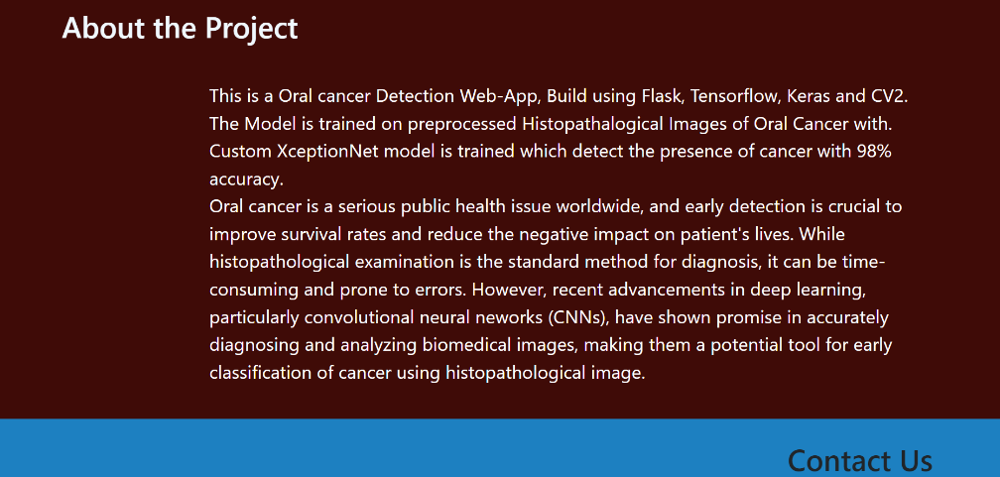 About the Project
This is a Oral cancer Detection Web-App, Build using Flask, Tensorflow, Keras and CV2.
The Model is trained on preprocessed Histopathalogical Images of Oral Cancer with.
Custom XceptionNet model is trained which detect the presence of cancer with 98%
accuracy.
Oral cancer is a serious public health issue worldwide, and early detection is crucial to
improve survival rates and reduce the negative impact on patient's lives. While
histopathological examination is the standard method for diagnosis, it can be time-
consuming and prone to errors. However, recent advancements in deep learning,
particularly convolutional neural neworks (CNNs), have shown promise in accurately
diagnosing and analyzing biomedical images, making them a potential tool for early
classification of cancer using histopathological image.
Contact Us